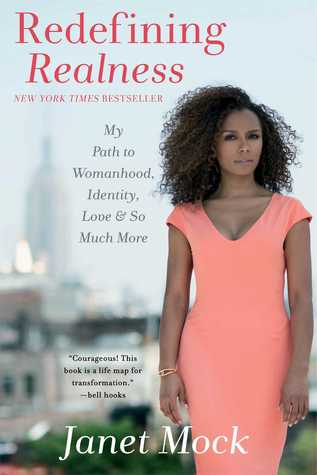 Redefining
Realness
NEW YORK TIMES BESTSELLER
My
Path to
Womanhood,
Identity,
Love & So
Much More
"Courageous! This
book is a life map for
transformation."
—bell hooks
Janet Mock